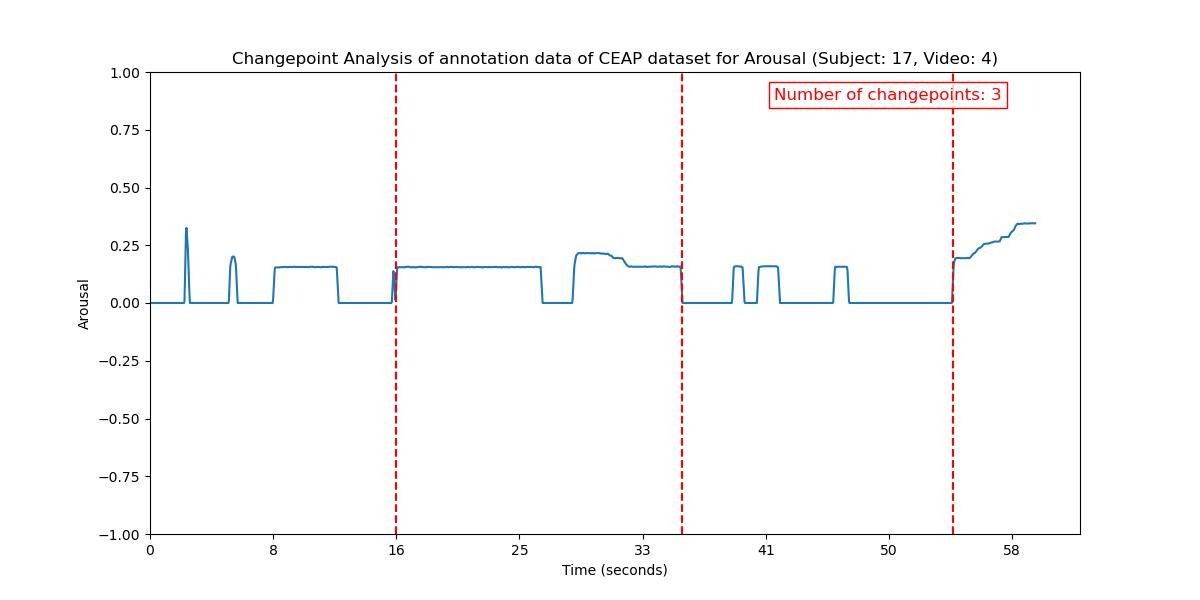 Changepoint Analysis of annotation data of CEAP dataset for Arousal (Subject: 17, Video: 4)
Number of changepoints: 3
1.00
0.75
0.50
0.25
0.00
−0.25
−0.50
−0.75
−1.00
Arousal
0 8 16 25 33 41 50 58
Time (seconds)